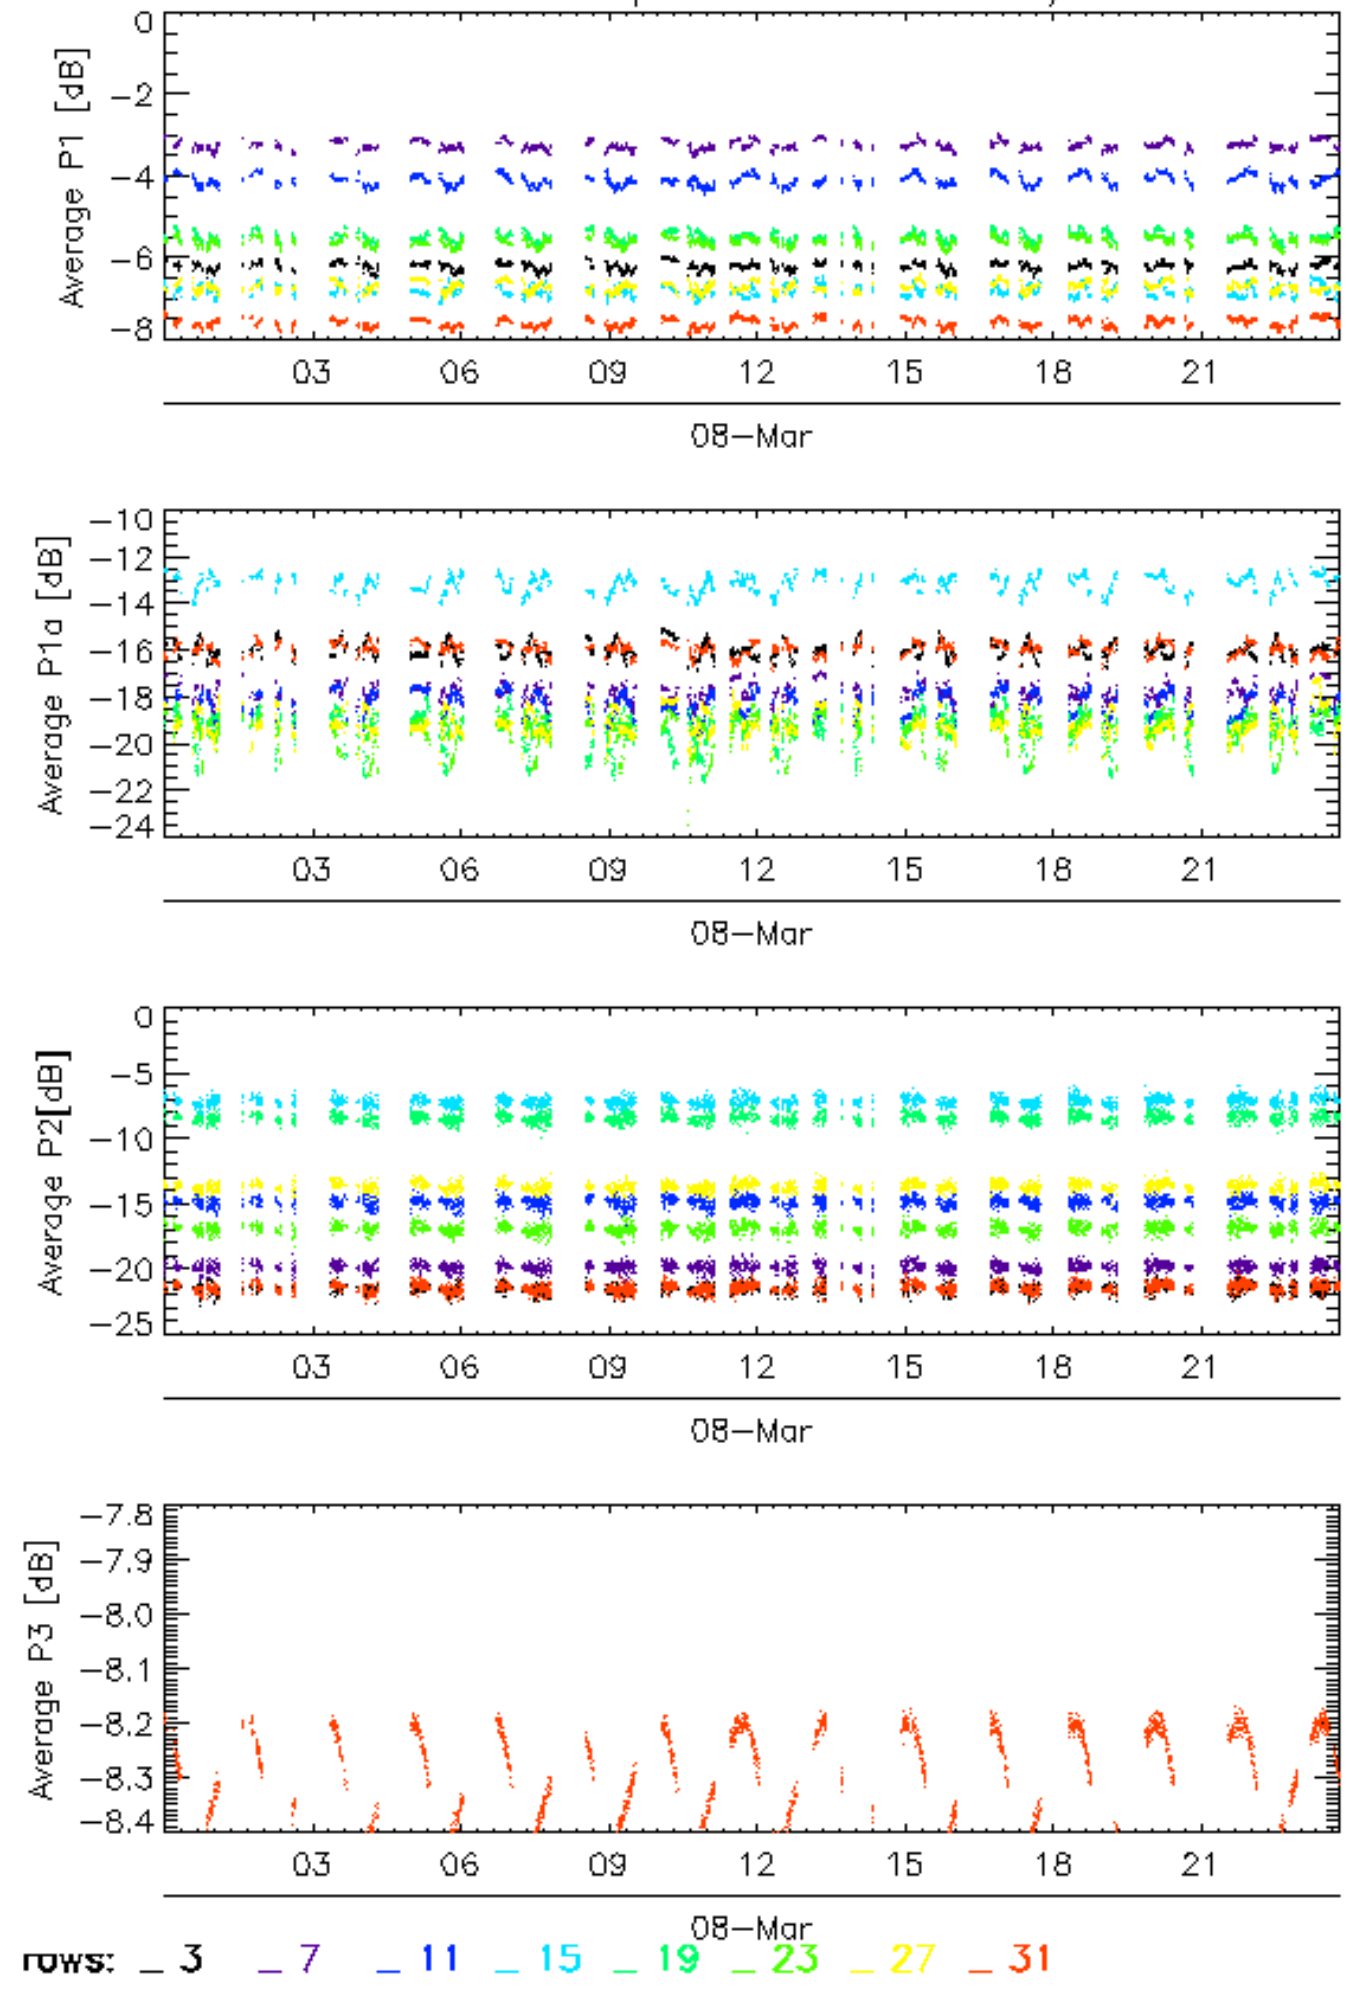 Average P1 [dB]
0
−2
−4
−6
−8
03 06 09 12 15 18 21
08−Mar
Average P1a [dB]
−10
−12
−14
−16
−18
−20
−22
−24
03 06 09 12 15 18 21
08−Mar
Average P2[dB]
0
−5
−10
−15
−20
−25
03 06 09 12 15 18 21
08−Mar
Average P3 [dB]
−7.8
−7.9
−8.0
−8.1
−8.2
−8.3
−8.4
03 06 09 12 15 18 21
08−Mar
rows: _ 3 _ 7 _ 11 _ 15 _ 19 _ 23 _ 27 _ 31